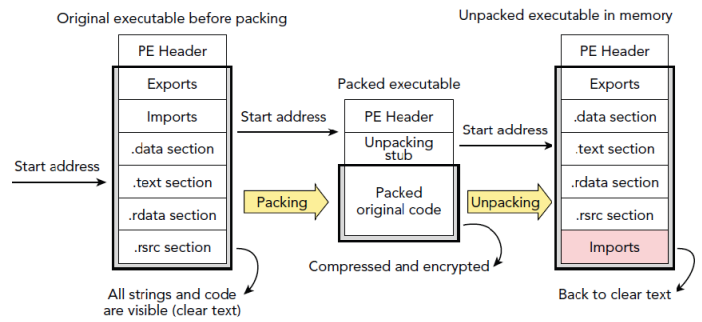 Original executable before packing
PE Header
Exports
Imports
.data section
.text section
.rdata section
.rsrc section
Start address
All strings and code
are visible (clear text)
Packing
Start address
Packed executable
PE Header
Unpacking
stub
Packed
original code
Compressed and encrypted
Unpacking
Start address
Unpacked executable in memory
PE Header
Exports
.data section
.text section
.rdata section
.rsrc section
Imports
Back to clear text